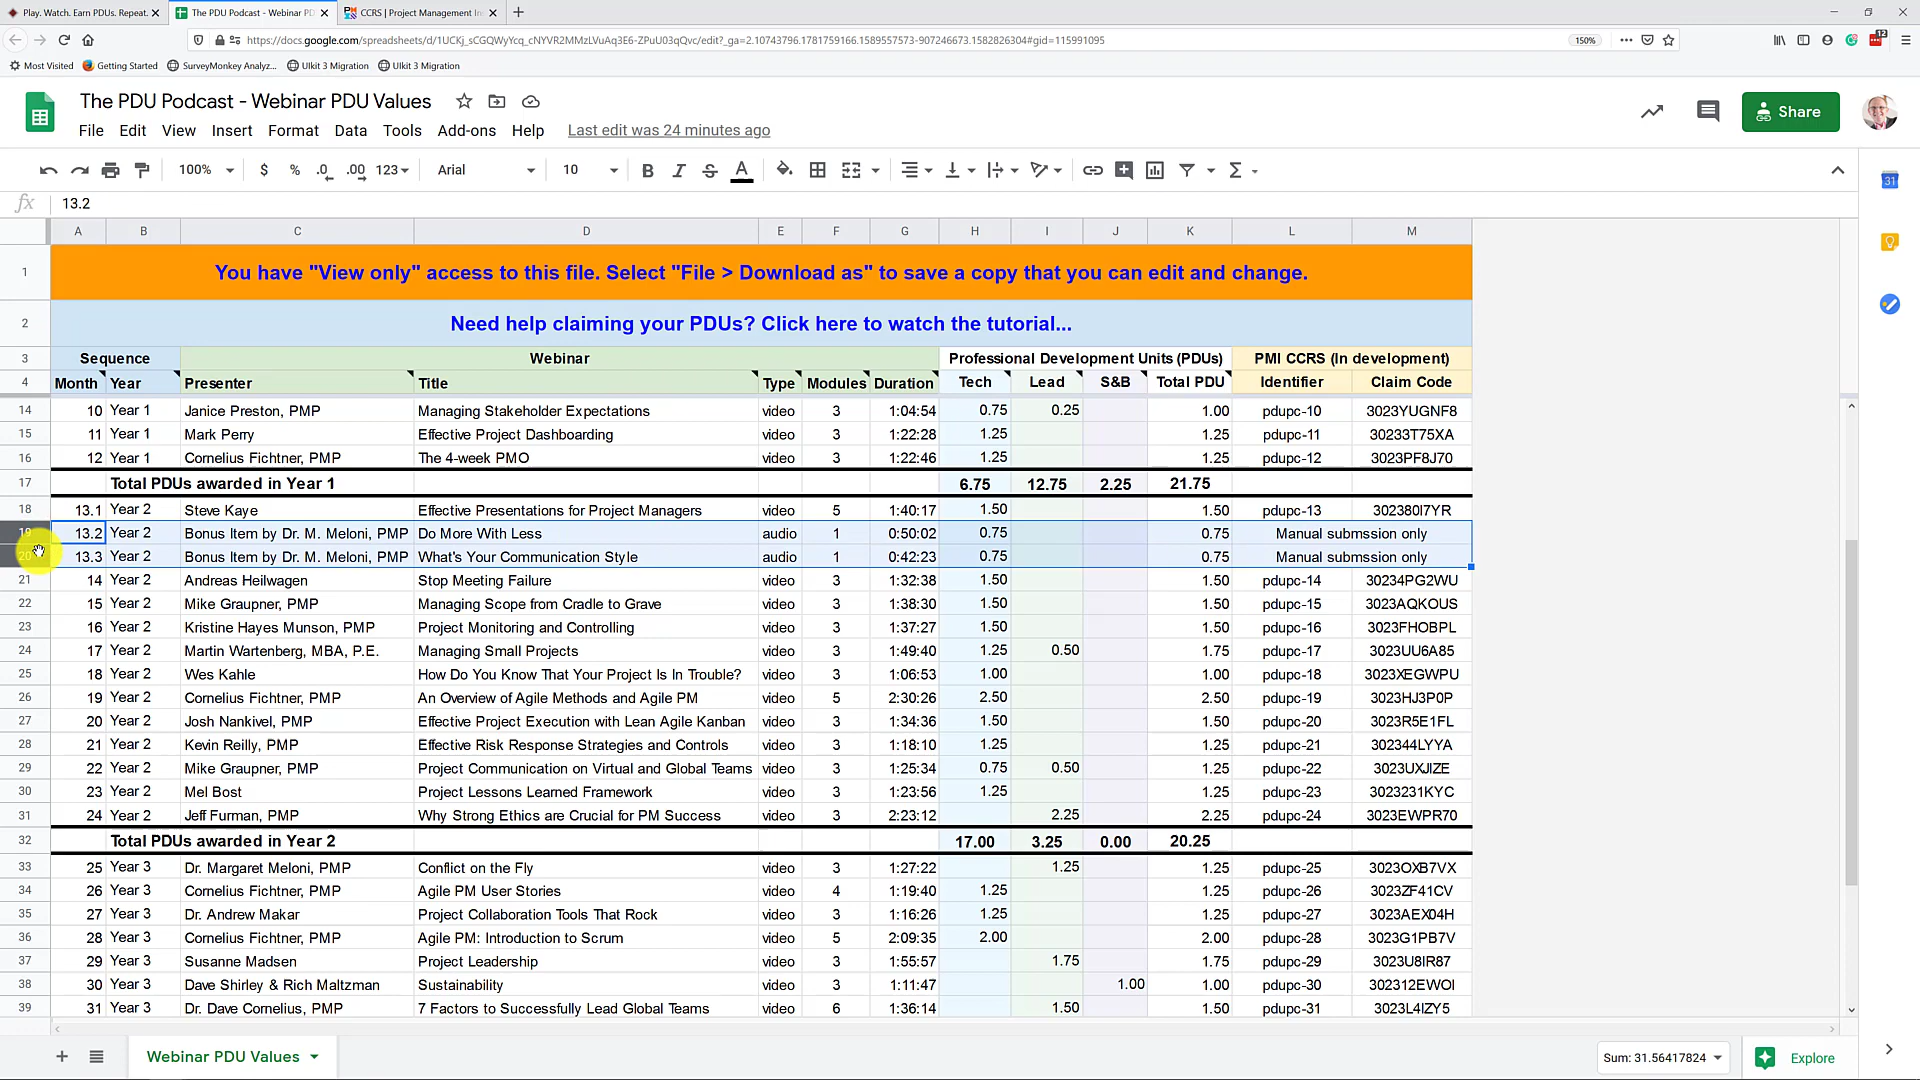 Play. Watch. Earn PDUs. Repeat.
The PDU Podcast - Webinar PD
CCRS | Project Management In
https://docs.google.com/spreadsheets/d/1UCKj_sCGQWyYcq_cNYVR2MMzLVuAq3E6-ZPuU03qQvc/edit?_ga=2.10743796.1781759166.1589557573-907246673.1582826304#gid=115991095
150%
12
Most Visited Getting Started SurveyMonkey Analyz... UIkit 3 Migration UIkit 3 Migration
The PDU Podcast - Webinar PDU Values
Share
File Edit View Insert Format Data Tools Add-ons Help Last edit was 24 minutes ago
100% $ % .0 .00 123 Arial 10 B I S A
31
fx 13.2
A B C D E F G H I J K L M
1 You have "View only" access to this file. Select "File > Download as" to save a copy that you can edit and change.
2 Need help claiming your PDUs? Click here to watch the tutorial...
3 Sequence Webinar Professional Development Units (PDUs) PMI CCRS (In development)
4 Month Year Presenter Title Type Modules Duration Tech Lead S&B Total PDU Identifier Claim Code
14 10 Year 1 Janice Preston, PMP Managing Stakeholder Expectations video 3 1:04:54 0.75 0.25 1.00 pdupc-10 3023YUGNF8
15 11 Year 1 Mark Perry Effective Project Dashboarding video 3 1:22:28 1.25 1.25 pdupc-11 30233T75XA
16 12 Year 1 Cornelius Fichtner, PMP The 4-week PMO video 3 1:22:46 1.25 1.25 pdupc-12 3023PF8J70
17 Total PDUs awarded in Year 1 6.75 12.75 2.25 21.75
18 13.1 Year 2 Steve Kaye Effective Presentations for Project Managers video 5 1:40:17 1.50 1.50 pdupc-13 302380I7YR
19 13.2 Year 2 Bonus Item by Dr. M. Meloni, PMP Do More With Less audio 1 0:50:02 0.75 0.75 Manual submssion only
20 13.3 Year 2 Bonus Item by Dr. M. Meloni, PMP What's Your Communication Style audio 1 0:42:23 0.75 0.75 Manual submssion only
21 14 Year 2 Andreas Heilwagen Stop Meeting Failure video 3 1:32:38 1.50 1.50 pdupc-14 30234PG2WU
22 15 Year 2 Mike Graupner, PMP Managing Scope from Cradle to Grave video 3 1:38:30 1.50 1.50 pdupc-15 3023AQKOUS
23 16 Year 2 Kristine Hayes Munson, PMP Project Monitoring and Controlling video 3 1:37:27 1.50 1.50 pdupc-16 3023FHOBPL
24 17 Year 2 Martin Wartenberg, MBA, P.E. Managing Small Projects video 3 1:49:40 1.25 0.50 1.75 pdupc-17 3023UU6A85
25 18 Year 2 Wes Kahle How Do You Know That Your Project Is In Trouble? video 3 1:06:53 1.00 1.00 pdupc-18 3023XEGWPU
26 19 Year 2 Cornelius Fichtner, PMP An Overview of Agile Methods and Agile PM video 5 2:30:26 2.50 2.50 pdupc-19 3023HJ3P0P
27 20 Year 2 Josh Nankivel, PMP Effective Project Execution with Lean Agile Kanban video 3 1:34:36 1.50 1.50 pdupc-20 3023R5E1FL
28 21 Year 2 Kevin Reilly, PMP Effective Risk Response Strategies and Controls video 3 1:18:10 1.25 1.25 pdupc-21 302344LYYA
29 22 Year 2 Mike Graupner, PMP Project Communication on Virtual and Global Teams video 3 1:25:34 0.75 0.50 1.25 pdupc-22 3023UXJIZE
30 23 Year 2 Mel Bost Project Lessons Learned Framework video 3 1:23:56 1.25 1.25 pdupc-23 3023231KYC
31 24 Year 2 Jeff Furman, PMP Why Strong Ethics are Crucial for PM Success video 3 2:23:12 2.25 2.25 pdupc-24 3023EWPR70
32 Total PDUs awarded in Year 2 17.00 3.25 0.00 20.25
33 25 Year 3 Dr. Margaret Meloni, PMP Conflict on the Fly video 3 1:27:22 1.25 1.25 pdupc-25 3023OXB7VX
34 26 Year 3 Cornelius Fichtner, PMP Agile PM User Stories video 4 1:19:40 1.25 1.25 pdupc-26 3023ZF41CV
35 27 Year 3 Dr. Andrew Makar Project Collaboration Tools That Rock video 3 1:16:26 1.25 1.25 pdupc-27 3023AEX04H
36 28 Year 3 Cornelius Fichtner, PMP Agile PM: Introduction to Scrum video 5 2:09:35 2.00 2.00 pdupc-28 3023G1PB7V
37 29 Year 3 Susanne Madsen Project Leadership video 3 1:55:57 1.75 1.75 pdupc-29 3023U8IR87
38 30 Year 3 Dave Shirley & Rich Maltzman Sustainability video 3 1:11:47 1.00 1.00 pdupc-30 302312EWOI
39 31 Year 3 Dr. Dave Cornelius, PMP 7 Factors to Successfully Lead Global Teams video 6 1:36:14 1.50 1.50 pdupc-31 3023L4IZY5
Webinar PDU Values Sum: 31.56417824 Explore